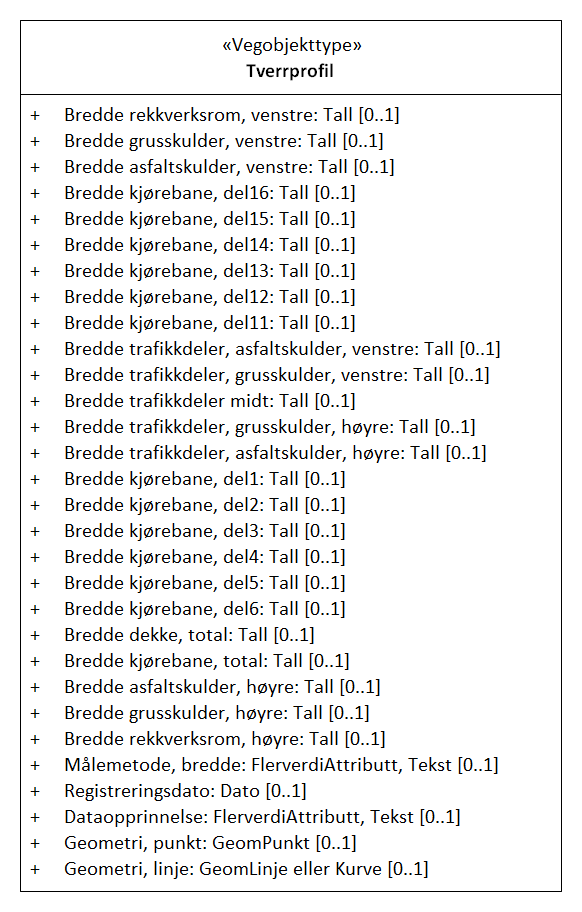 «Vegobjekttype»
Tverrprofil
+ Bredde rekkverksrom, venstre: Tall [0..1]
+ Bredde grusskulder, venstre: Tall [0..1]
+ Bredde asfaltskulder, venstre: Tall [0..1]
+ Bredde kjørebane, del16: Tall [0..1]
+ Bredde kjørebane, del15: Tall [0..1]
+ Bredde kjørebane, del14: Tall [0..1]
+ Bredde kjørebane, del13: Tall [0..1]
+ Bredde kjørebane, del12: Tall [0..1]
+ Bredde kjørebane, del11: Tall [0..1]
+ Bredde trafikkdeler, asfaltskulder, venstre: Tall [0..1]
+ Bredde trafikkdeler, grusskulder, venstre: Tall [0..1]
+ Bredde trafikkdeler midt: Tall [0..1]
+ Bredde trafikkdeler, grusskulder, høyre: Tall [0..1]
+ Bredde trafikkdeler, asfaltskulder, høyre: Tall [0..1]
+ Bredde kjørebane, del1: Tall [0..1]
+ Bredde kjørebane, del2: Tall [0..1]
+ Bredde kjørebane, del3: Tall [0..1]
+ Bredde kjørebane, del4: Tall [0..1]
+ Bredde kjørebane, del5: Tall [0..1]
+ Bredde kjørebane, del6: Tall [0..1]
+ Bredde dekke, total: Tall [0..1]
+ Bredde kjørebane, total: Tall [0..1]
+ Bredde asfaltskulder, høyre: Tall [0..1]
+ Bredde grusskulder, høyre: Tall [0..1]
+ Bredde rekkverksrom, høyre: Tall [0..1]
+ Målemetode, bredde: FlerverdiAttributt, Tekst [0..1]
+ Registreringsdato: Dato [0..1]
+ Dataopprinnelse: FlerverdiAttributt, Tekst [0..1]
+ Geometri, punkt: GeomPunkt [0..1]
+ Geometri, linje: GeomLinje eller Kurve [0..1]